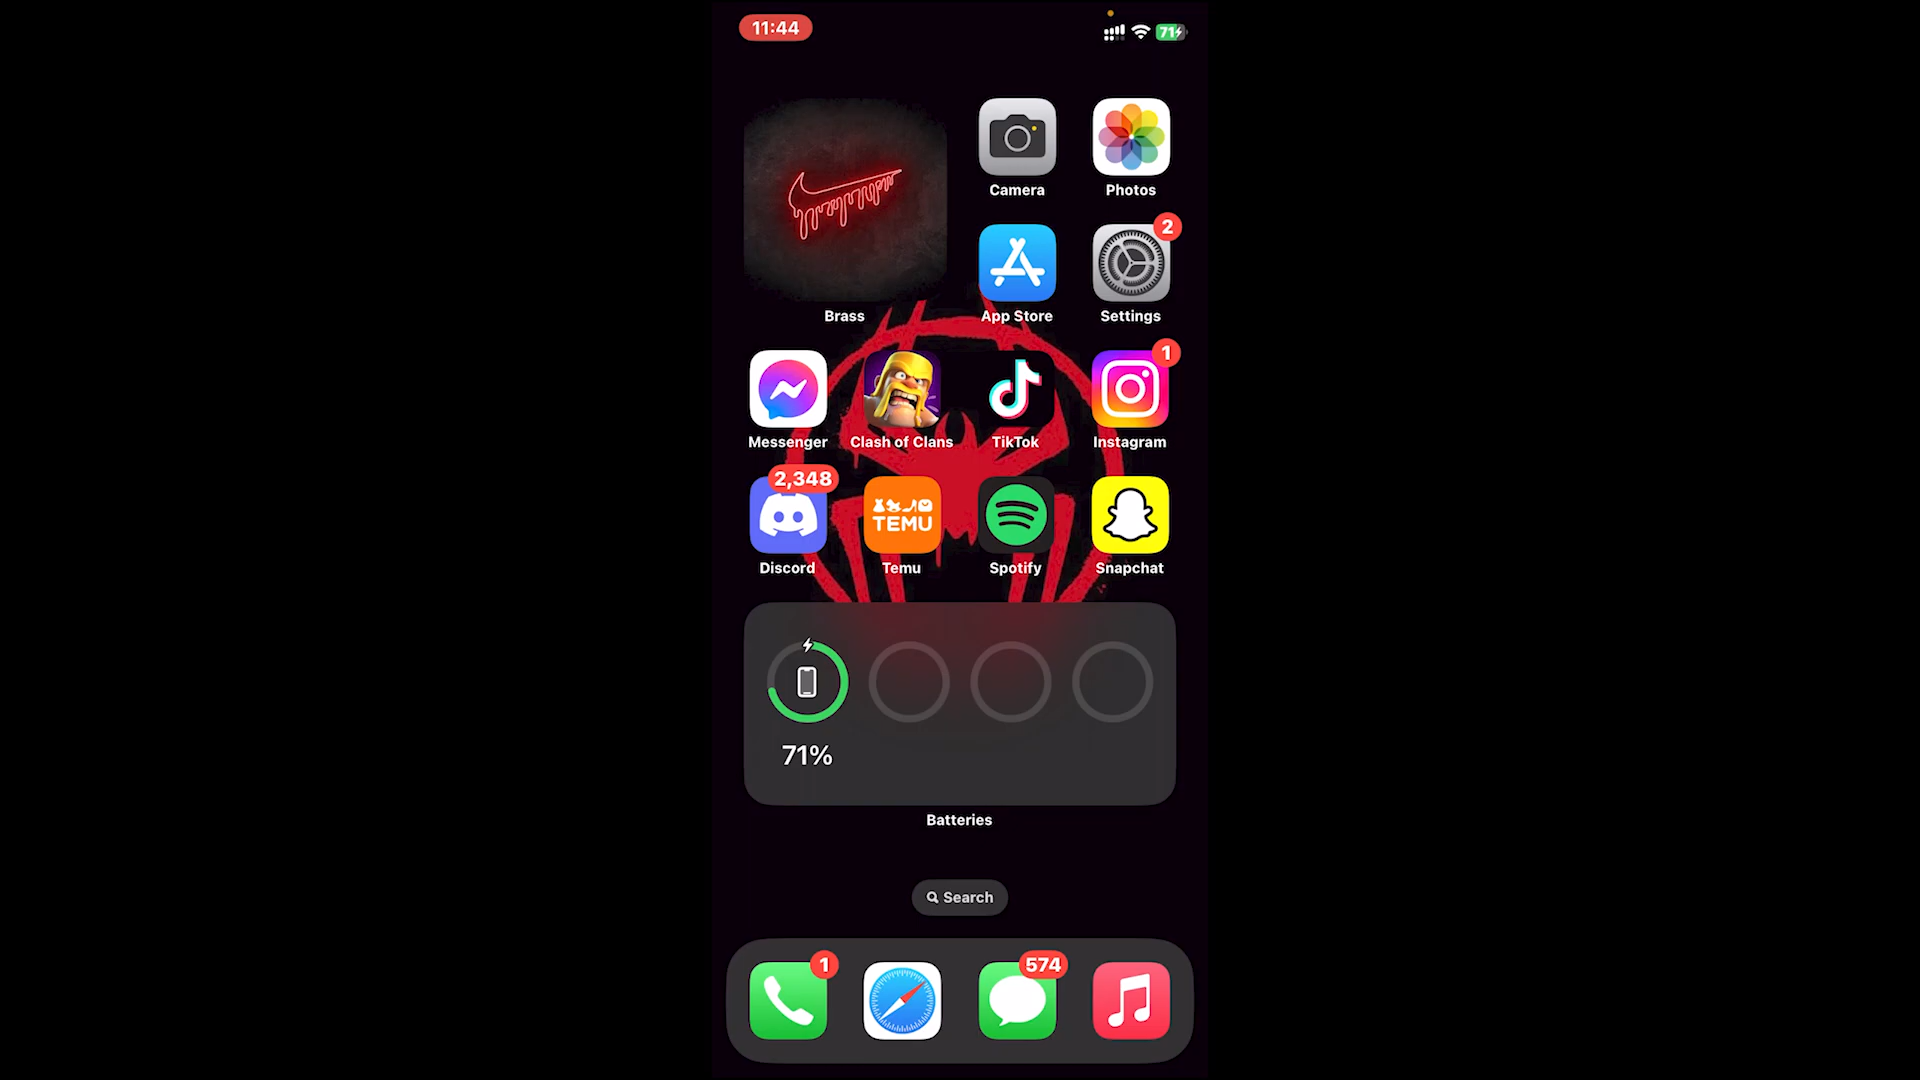 11:44
71
Camera
Photos
2
Brass
App Store
Settings
1
Messenger
Clash of Clans
TikTok
Instagram
2,348
TEMU
Discord
Temu
Spotify
Snapchat
71%
Batteries
Search
1
574